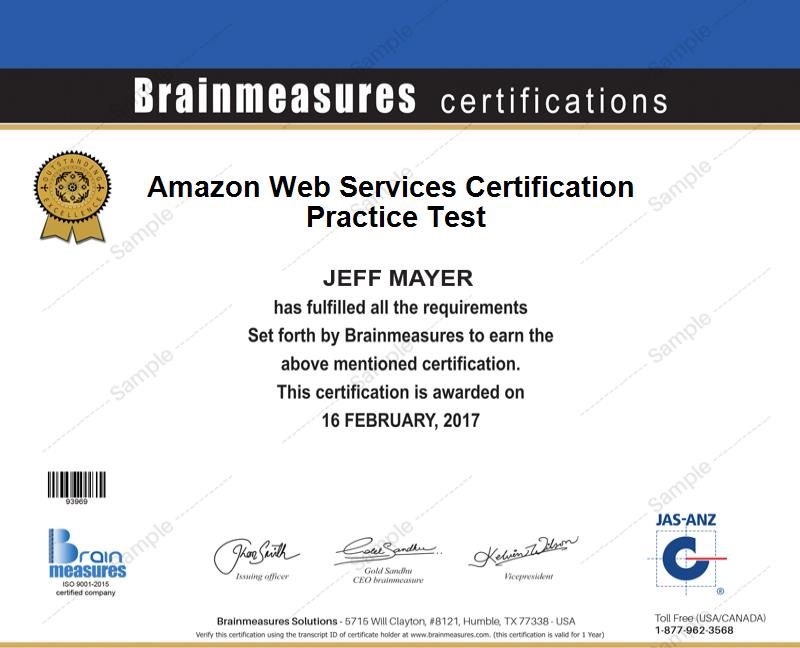 Brainmeasures certifications
OUTSTANDING
EXCELLENCE
Amazon Web Services Certification
Practice Test
JEFF MAYER
has fulfilled all the requirements
Set forth by Brainmeasures to earn the
above mentioned certification.
This certification is awarded on
16 FEBRUARY, 2017
93969
Brain
measures
ISO 9001-2015
certified company
Issuing officer
Gold Sandhu
CEO brainmeasure
Kelvin Wilson
Vicepresident
JAS-ANZ
C
®
Brainmeasures Solutions - 5715 Will Clayton, #8121, Humble, TX 77338 - USA
Verify this certification using the transcript ID of certificate holder at www.brainmeasures.com. (this certification is valid for 1 Year)
Toll Free (USA/CANADA)
1-877-962-3568
Sample
Sample
Sample
Sample
Sample
Sample
Sample
Sample
Sample